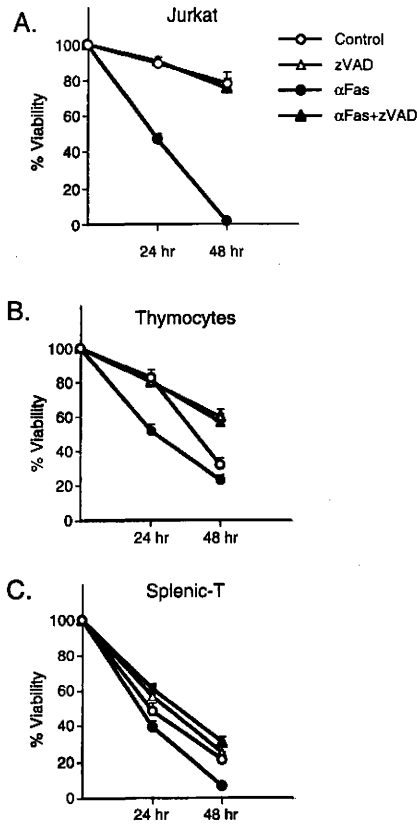 A.
Jurkat
Control
zVAD
αFas
αFas+zVAD
% Viability
100
80
60
40
20
0
24 hr
48 hr
B.
Thymocytes
% Viability
100
80
60
40
20
0
24 hr
48 hr
C.
Splenic-T
% Viability
100
80
60
40
20
0
24 hr
48 hr